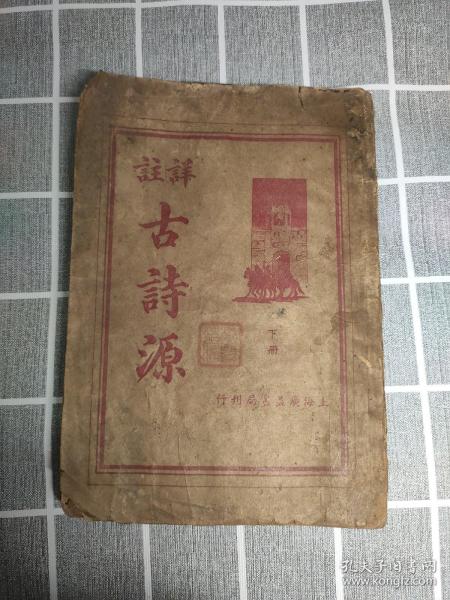 詳註
古詩源
下册
上海廣益書局刊行
孔夫子旧书网
www.kongfz.com